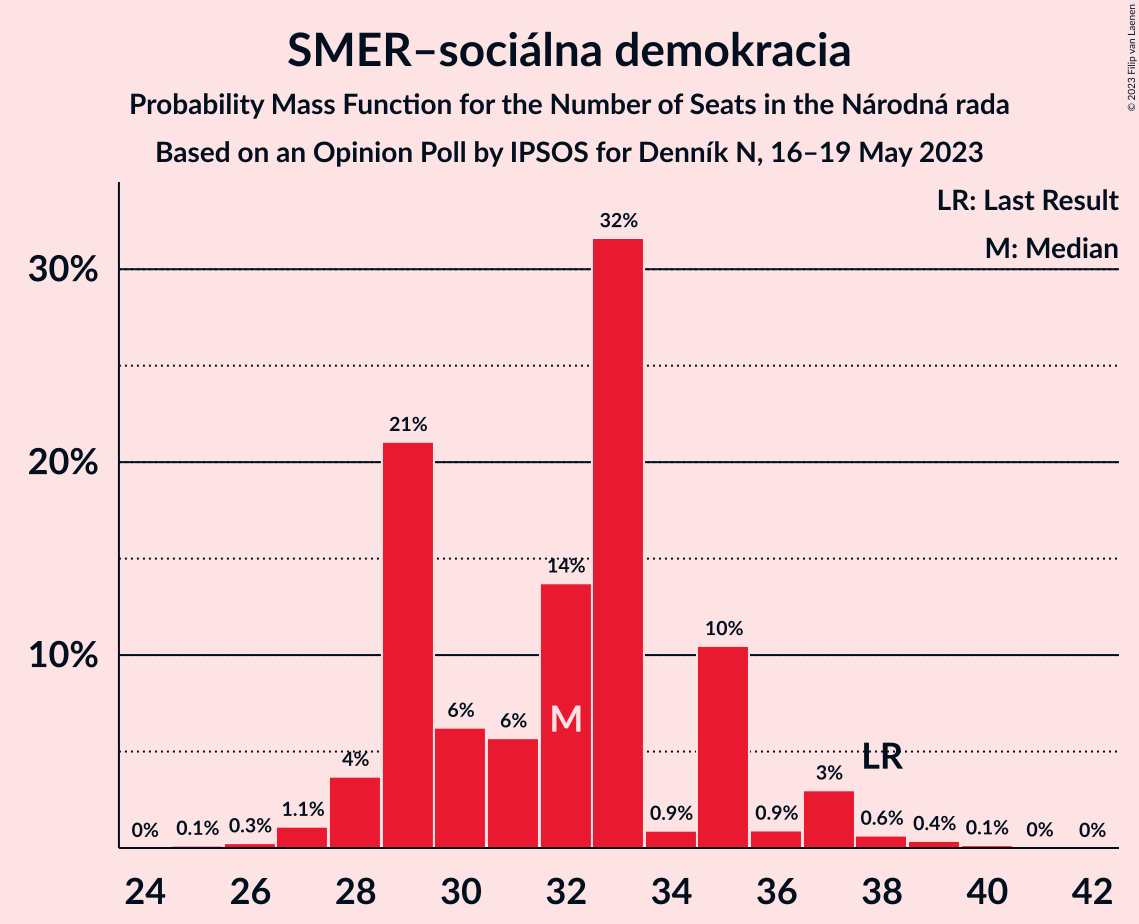 SMER–sociálna demokracia
Probability Mass Function for the Number of Seats in the Národná rada
Based on an Opinion Poll by IPSOS for Denník N, 16–19 May 2023
© 2023 Filip van Laenen
LR: Last Result
M: Median
30%
20%
10%
0%
0.1%
0.3%
1.1%
4%
21%
6%
6%
14%
32%
0.9%
10%
0.9%
3%
0.6%
0.4%
0.1%
0%
0%
M
LR
24 26 28 30 32 34 36 38 40 42